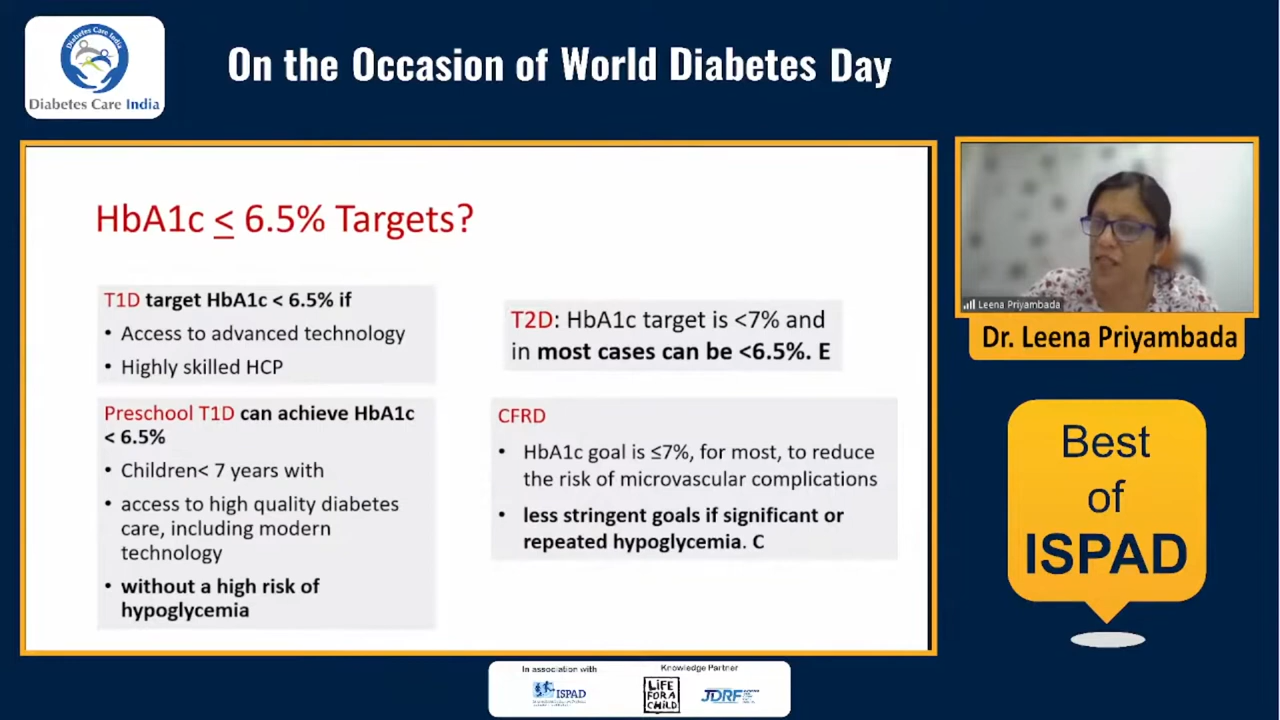 Diabetes Care India
Diabetes Care India
On the Occasion of World Diabetes Day
HbA1c ≤ 6.5% Targets?
T1D target HbA1c < 6.5% if
• Access to advanced technology
• Highly skilled HCP
Preschool T1D can achieve HbA1c
< 6.5%
• Children< 7 years with
• access to high quality diabetes
care, including modern
technology
• without a high risk of
hypoglycemia
T2D: HbA1c target is <7% and
in most cases can be <6.5%. E
CFRD
• HbA1c goal is ≤7%, for most, to reduce
the risk of microvascular complications
• less stringent goals if significant or
repeated hypoglycemia. C
Leena Priyambada
Dr. Leena Priyambada
Best
of
ISPAD
In association with
ISPAD
Knowledge Partner
LIFE
FOR A
CHILD
JDRF